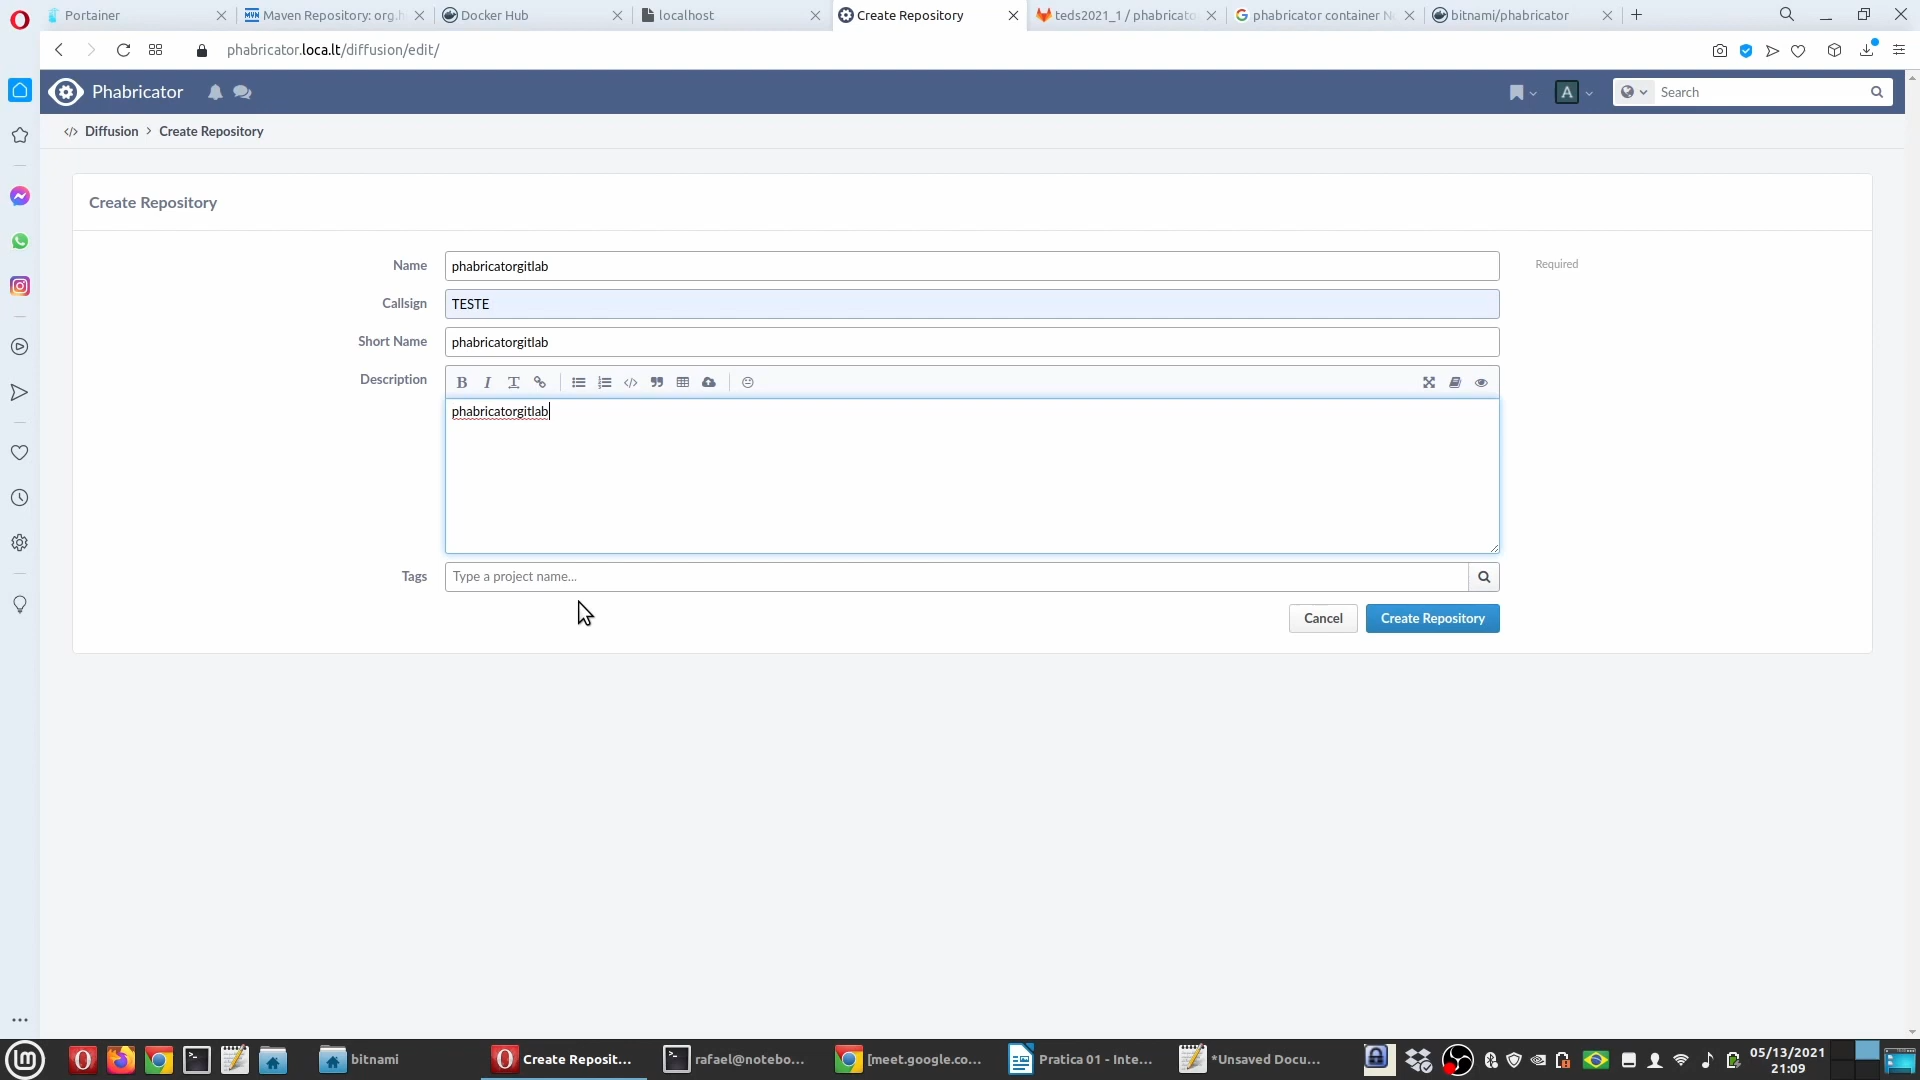 Portainer
Maven Repository: org.h
Docker Hub
localhost
Create Repository
teds2021_1 / phabricato
phabricator container N
bitnami/phabricator
phabricator.loca.lt/diffusion/edit/
Phabricator
A
Search
Diffusion > Create Repository
Create Repository
Name
phabricatorgitlab
Required
Callsign
TESTE
Short Name
phabricatorgitlab
Description
phabricatorgitlab
Tags
Type a project name...
Cancel
Create Repository
bitnami
Create Reposit...
rafael@notebo...
[meet.google.co...
Pratica 01 - Inte...
*Unsaved Docu...
05/13/2021
21:09